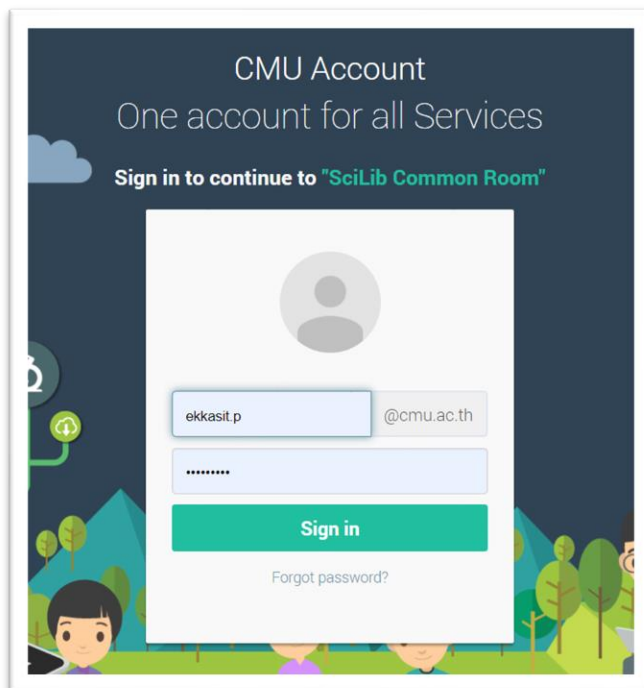 CMU Account
One account for all Services
Sign in to continue to "SciLib Common Room"
ekkasit.p @cmu.ac.th
•••••••••
Sign in
Forgot password?